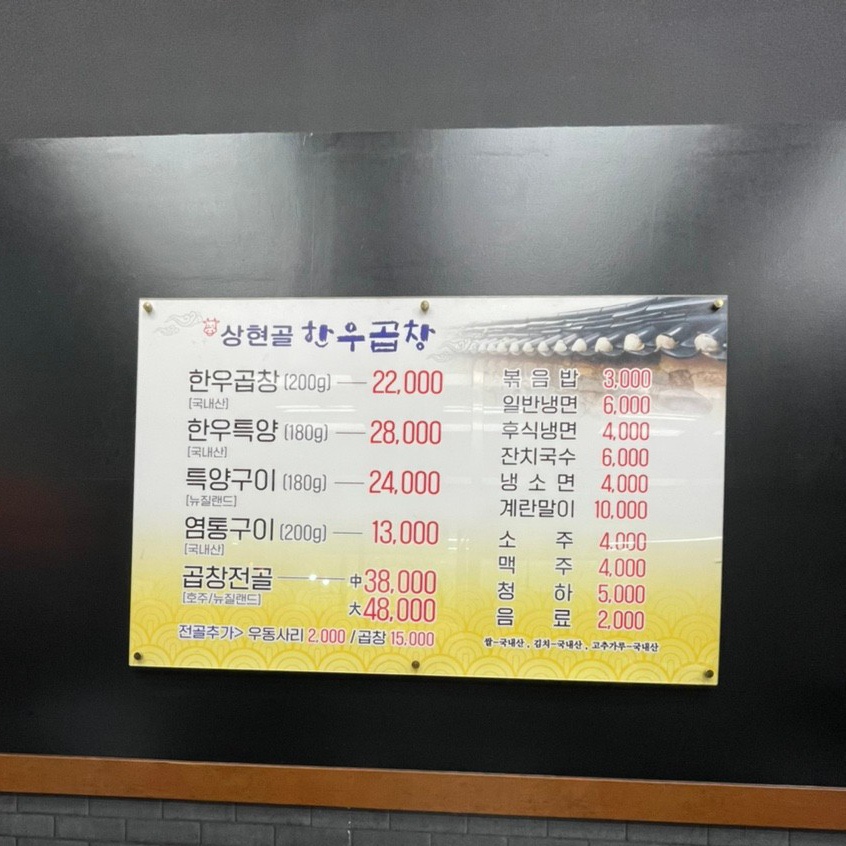 상현골 한우곱창
한우곱창 (200g) 22,000
[국내산]
한우특양 (180g) 28,000
[국내산]
특양구이 (180g) 24,000
[뉴질랜드]
염통구이 (200g) 13,000
[국내산]
곱창전골 中 38,000
[호주/뉴질랜드]
大 48,000
전골추가> 우동사리 2,000 / 곱창 15,000
볶음밥 3,000
일반냉면 6,000
후식냉면 4,000
잔치국수 6,000
냉소면 4,000
계란말이 10,000
소주 4,000
맥주 4,000
청하 5,000
음료 2,000
쌀-국내산 , 김치-국내산 , 고추가루-국내산